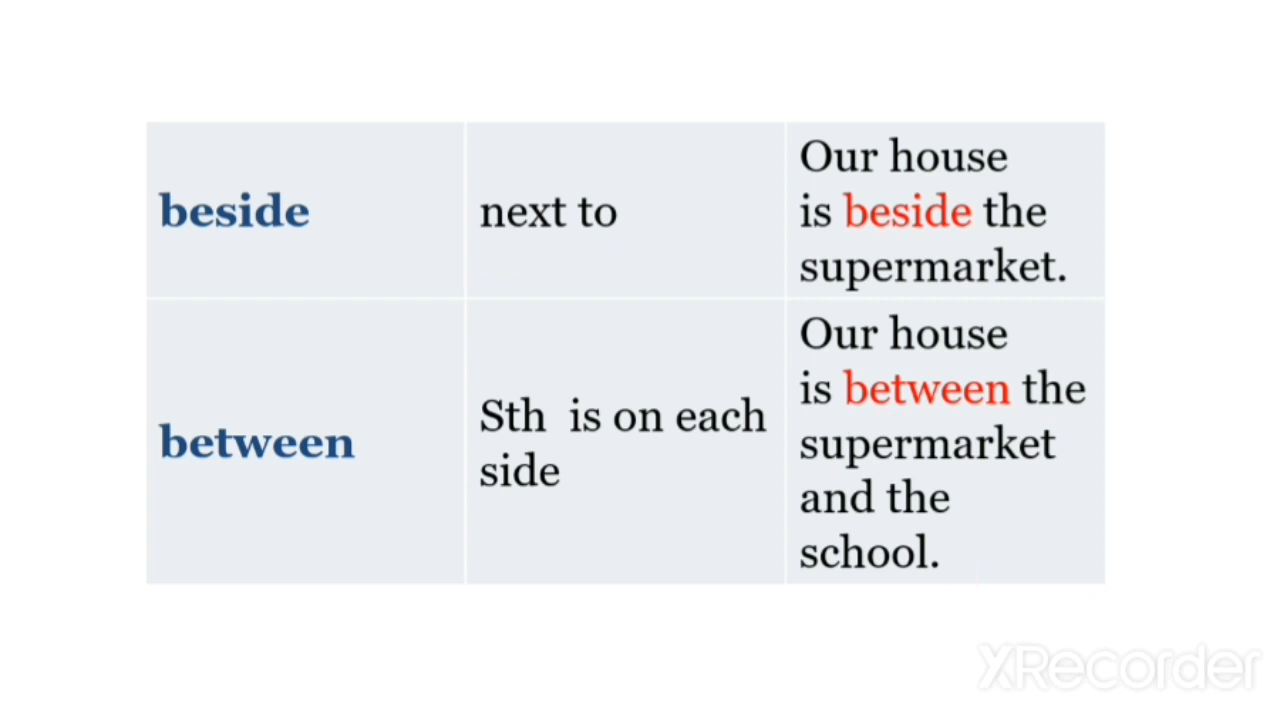 beside
next to
Our house
is beside the
supermarket.
between
Sth is on each
side
Our house
is between the
supermarket
and the
school.
XRecorder